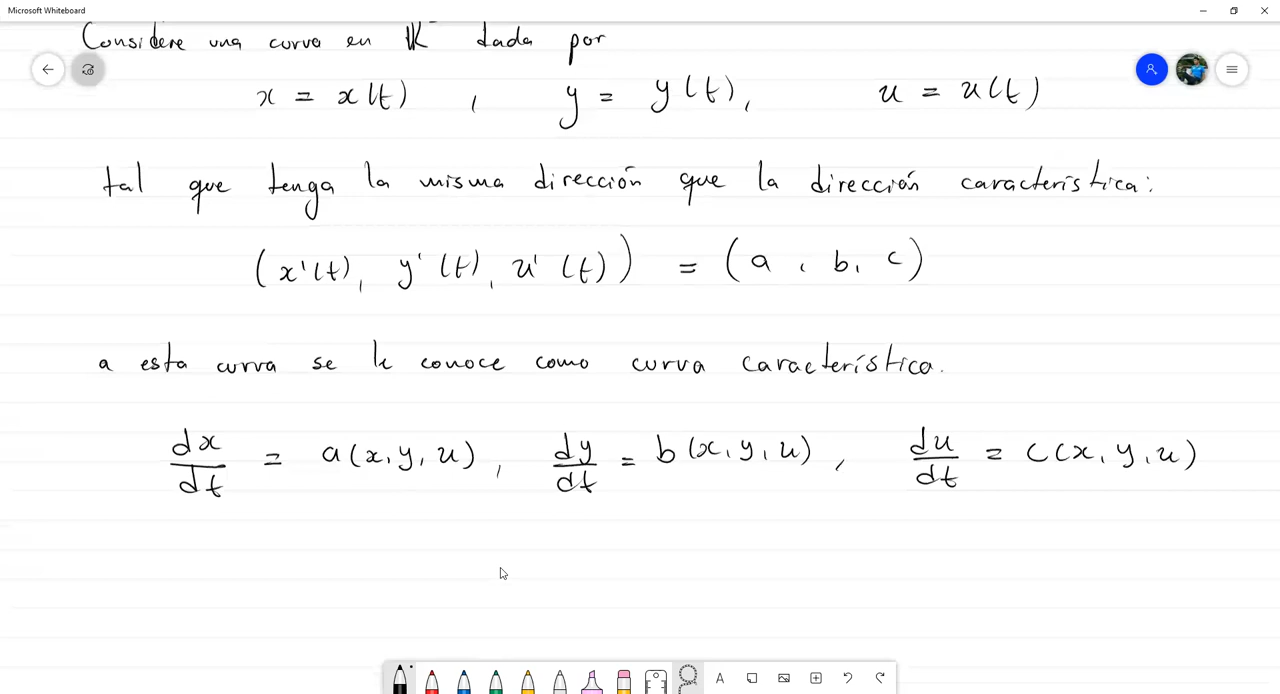 Microsoft Whiteboard
Considere una curva en dada por
x = x(t) , y = y(t), u = u(t)
tal que tenga la misma dirección que la dirección característica:
(x'(t), y'(t), u'(t)) = (a, b, c)
a esta curva se le conoce como curva característica.
dx/dt = a(x,y,u), dy/dt = b(x,y,u), du/dt = c(x,y,u)
A